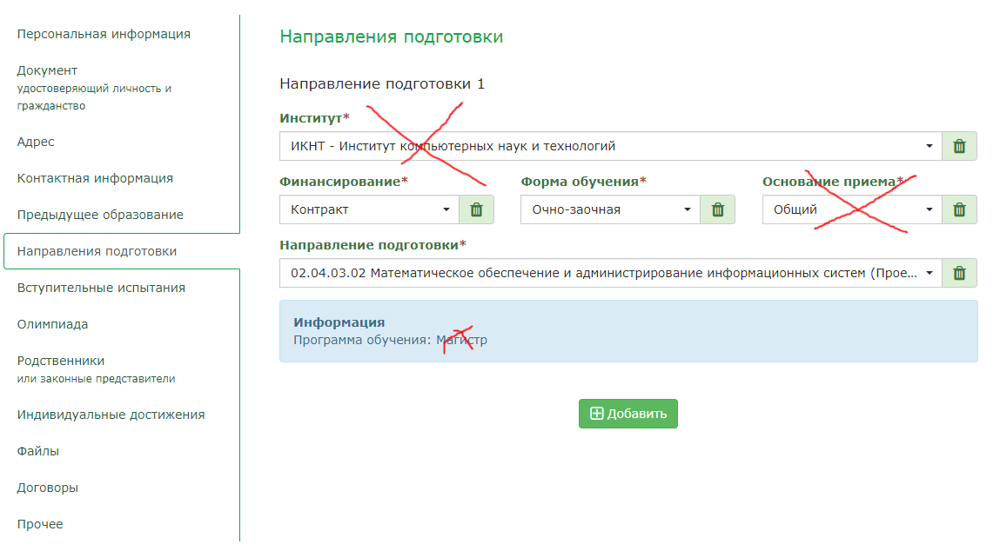 Персональная информация
Документ
удостоверяющий личность и
гражданство
Адрес
Контактная информация
Предыдущее образование
Направления подготовки
Вступительные испытания
Олимпиада
Родственники
или законные представители
Индивидуальные достижения
Файлы
Договоры
Прочее
Направления подготовки
Направление подготовки 1
Институт*
ИКНТ - Институт компьютерных наук и технологий
Финансирование* Форма обучения* Основание приема*
Контракт Очно-заочная Общий
Направление подготовки*
02.04.03.02 Математическое обеспечение и администрирование информационных систем (Прое...
Информация
Программа обучения: Магистр
Добавить